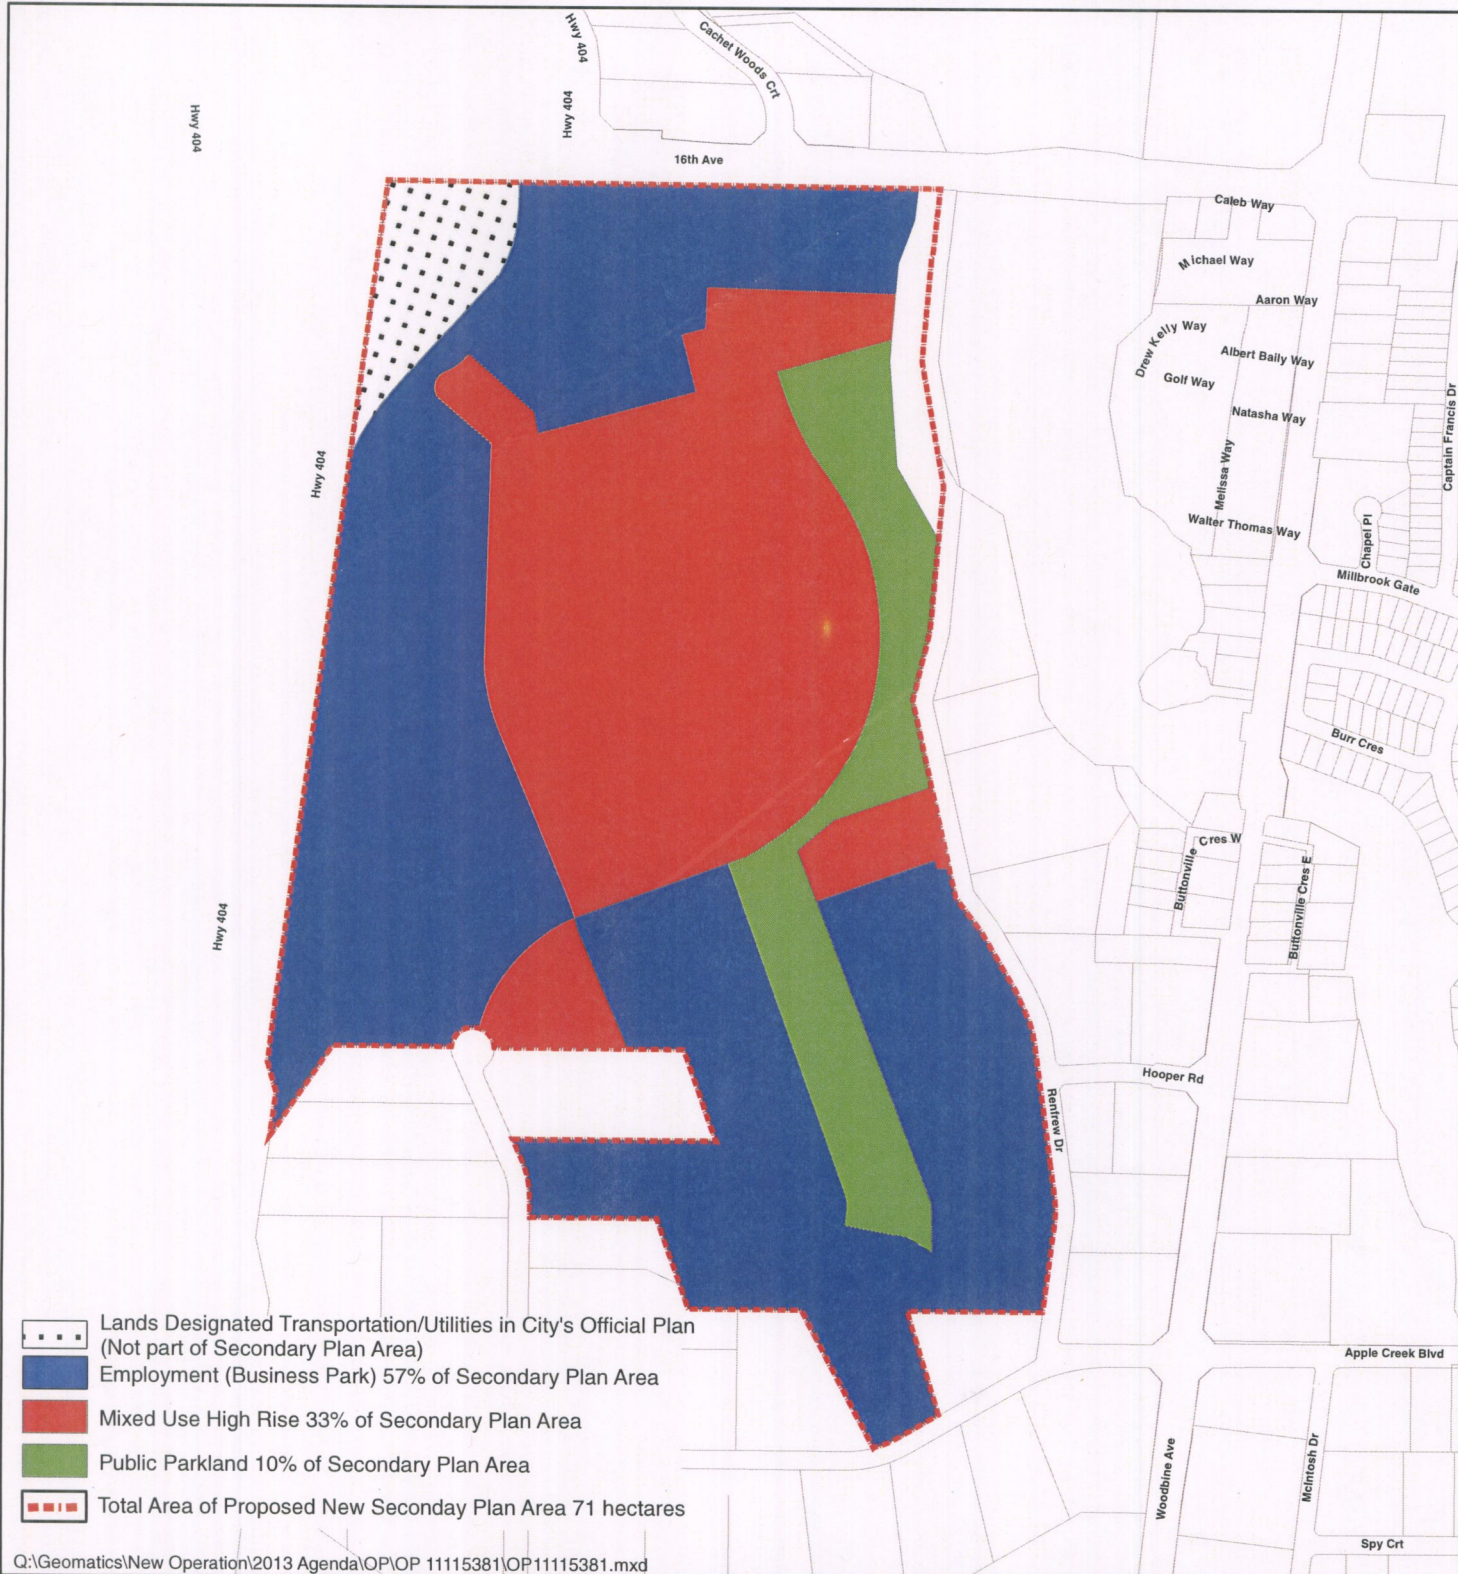 Hwy 404
Cachet Woods Crt
Hwy 404
Hwy 404
16th Ave
Caleb Way
Michael Way
Aaron Way
Drew Kelly Way
Albert Baily Way
Golf Way
Natasha Way
Captain Francis Dr
Melissa Way
Hwy 404
Walter Thomas Way
Chapel Pl
Millbrook Gate
Burr Cres
Buttonville Cres W
Buttonville Cres E
Hwy 404
Hooper Rd
Renfrew Dr
Apple Creek Blvd
Woodbine Ave
McIntosh Dr
Spy Crt
Lands Designated Transportation/Utilities in City's Official Plan
(Not part of Secondary Plan Area)
Employment (Business Park) 57% of Secondary Plan Area
Mixed Use High Rise 33% of Secondary Plan Area
Public Parkland 10% of Secondary Plan Area
Total Area of Proposed New Seconday Plan Area 71 hectares
Q:\Geomatics\New Operation\2013 Agenda\OP\OP 11115381\OP11115381.mxd